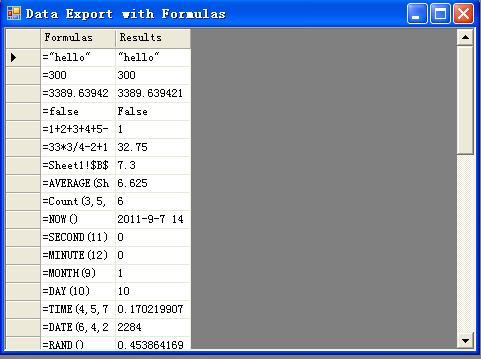 Data Export with Formulas
Formulas Results
="hello" "hello"
=300 300
=3389.63942 3389.639421
=false False
=1+2+3+4+5- 1
=33*3/4-2+1 32.75
=Sheet1!$B$ 7.3
=AVERAGE(Sh 6.625
=Count(3,5, 6
=NOW() 2011-9-7 14
=SECOND(11) 0
=MINUTE(12) 0
=MONTH(9) 1
=DAY(10) 10
=TIME(4,5,7 0.170219907
=DATE(6,4,2 2284
=RAND() 0.453864169